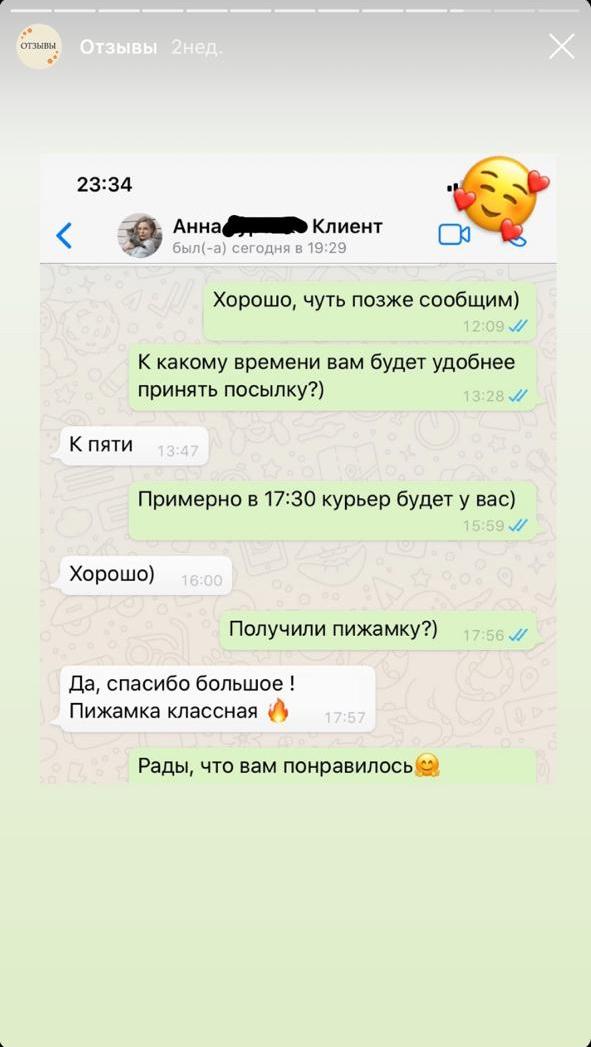 ОТЗЫВЫ
Отзывы 2нед.
23:34
Анна Клиент
был(-а) сегодня в 19:29
Хорошо, чуть позже сообщим)
12:09
К какому времени вам будет удобнее
принять посылку?)
13:28
К пяти
13:47
Примерно в 17:30 курьер будет у вас)
15:59
Хорошо)
16:00
Получили пижамку?)
17:56
Да, спасибо большое !
Пижамка классная 🔥
17:57
Рады, что вам понравилось🤗